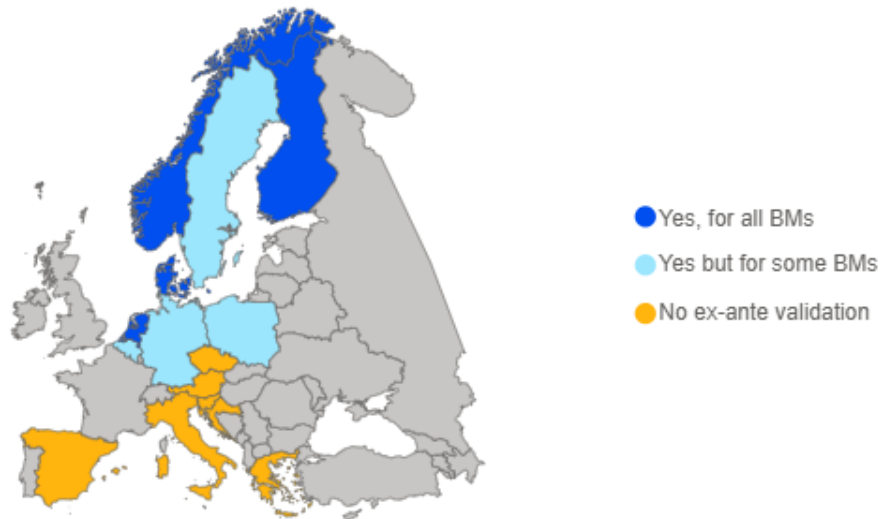 Yes, for all BMs
Yes but for some BMs
No ex-ante validation